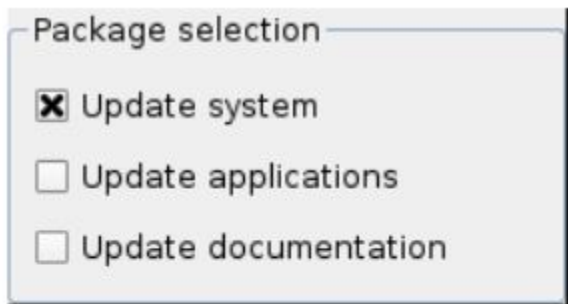 Package selection
Update system
Update applications
Update documentation